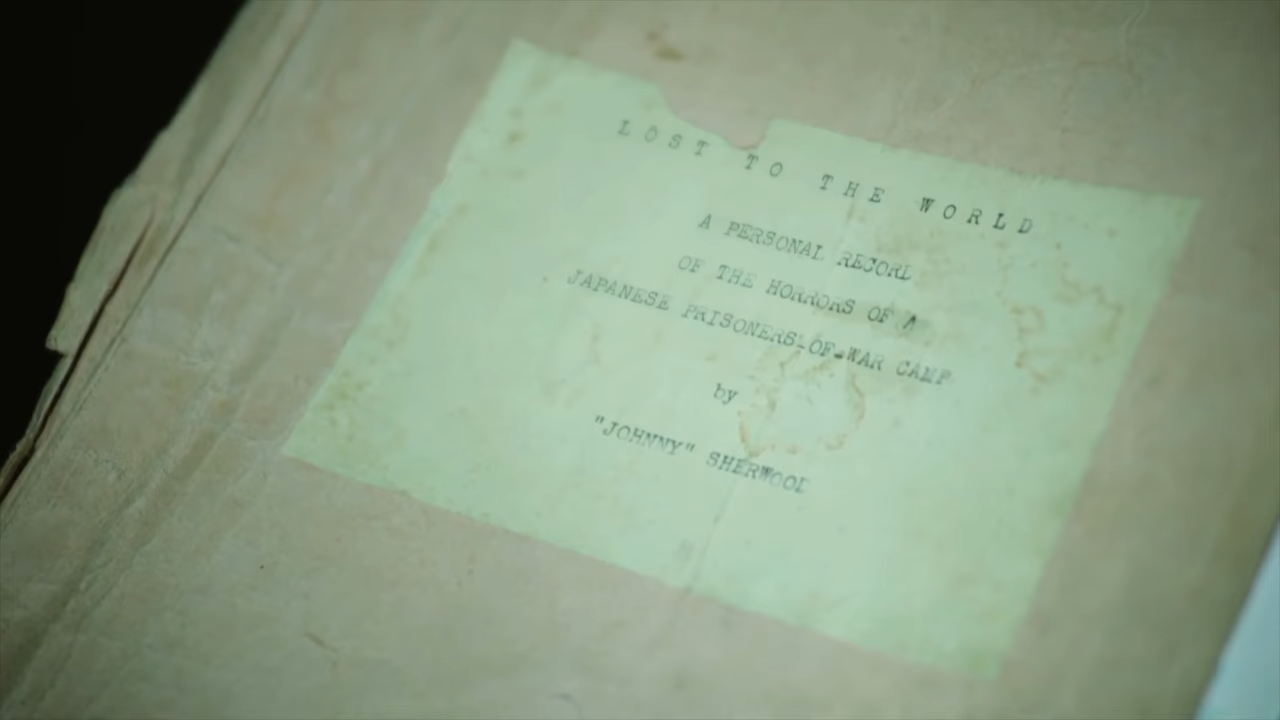 LOST TO THE WORLD
A PERSONAL RECORD
OF THE HORRORS OF A
JAPANESE PRISONERS-OF-WAR CAMP
by
"JOHNNY" SHERWOOD